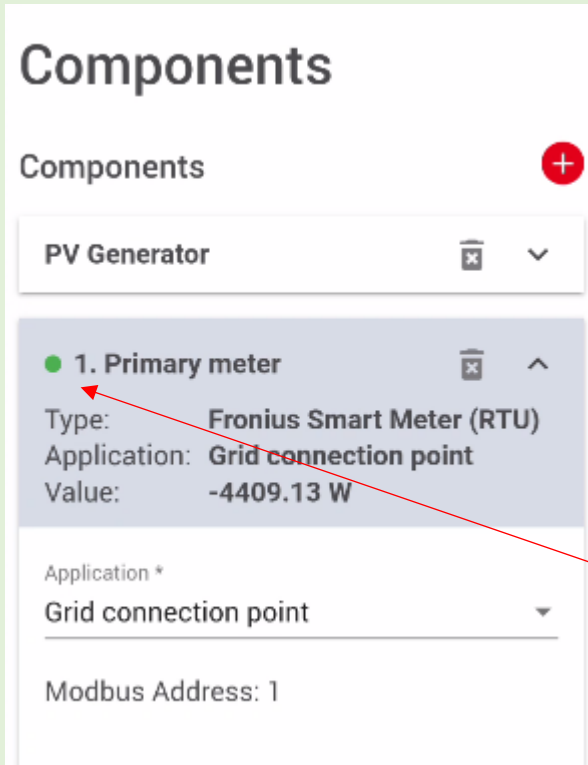 Components
Components
PV Generator
1. Primary meter
Type: Fronius Smart Meter (RTU)
Application: Grid connection point
Value: -4409.13 W
Application *
Grid connection point
Modbus Address: 1